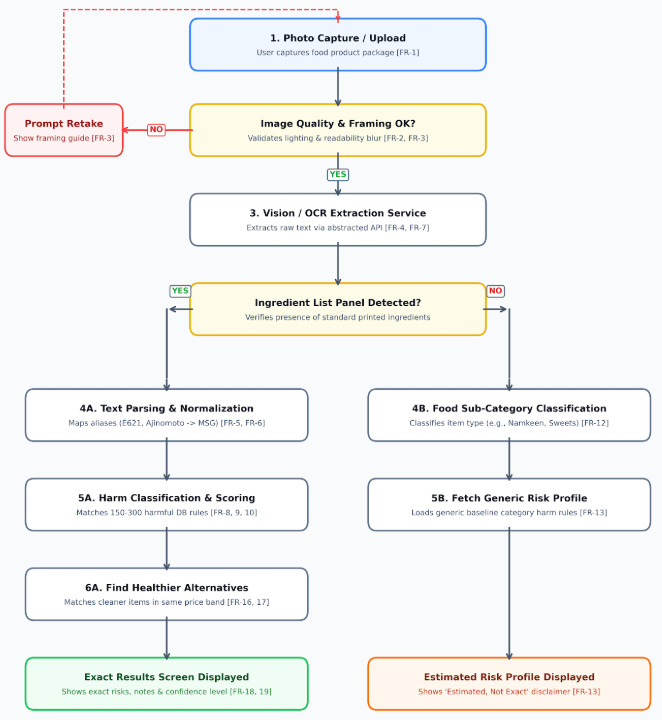 1. Photo Capture / Upload
User captures food product package [FR-1]
Image Quality & Framing OK?
Validates lighting & readability blur [FR-2, FR-3]
NO
Prompt Retake
Show framing guide [FR-3]
YES
3. Vision / OCR Extraction Service
Extracts raw text via abstracted API [FR-4, FR-7]
Ingredient List Panel Detected?
Verifies presence of standard printed ingredients
YES
NO
4A. Text Parsing & Normalization
Maps aliases (E621, Ajinomoto -> MSG) [FR-5, FR-6]
4B. Food Sub-Category Classification
Classifies item type (e.g., Namkeen, Sweets) [FR-12]
5A. Harm Classification & Scoring
Matches 150-300 harmful DB rules [FR-8, 9, 10]
5B. Fetch Generic Risk Profile
Loads generic baseline category harm rules [FR-13]
6A. Find Healthier Alternatives
Matches cleaner items in same price band [FR-16, 17]
Exact Results Screen Displayed
Shows exact risks, notes & confidence level [FR-18, 19]
Estimated Risk Profile Displayed
Shows 'Estimated, Not Exact' disclaimer [FR-13]